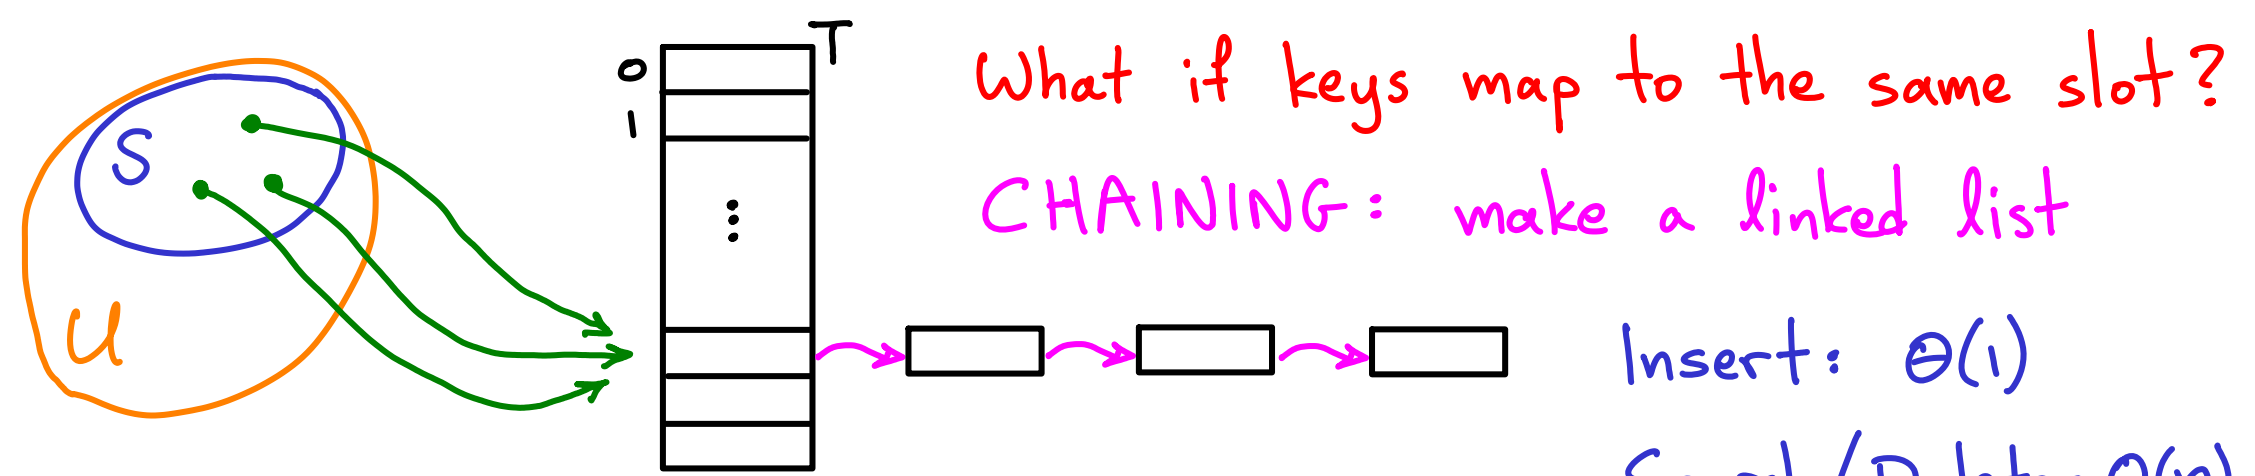 T
0
1
What if keys map to the same slot?
S
CHAINING: make a linked list
U
Insert: Θ(1)